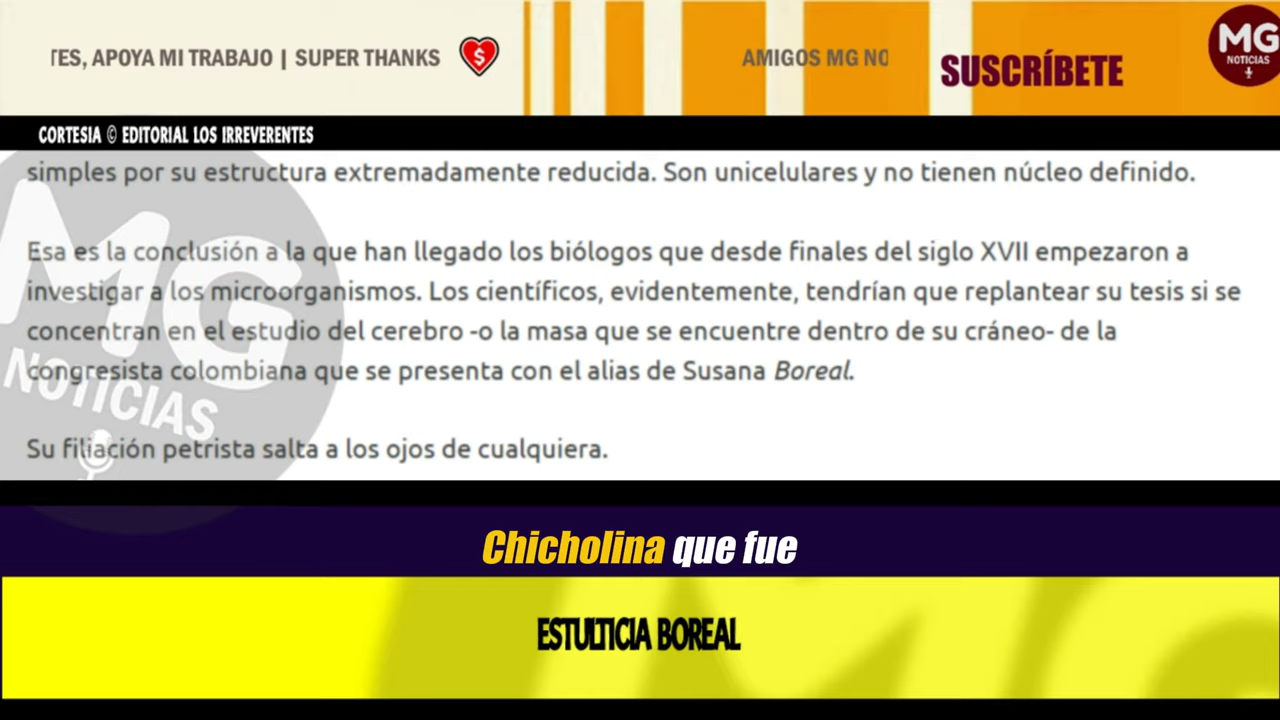 TES, APOYA MI TRABAJO | SUPER THANKS
$
AMIGOS MG NO
SUSCRÍBETE
MG
NOTICIAS
CORTESIA © EDITORIAL LOS IRREVERENTES
simples por su estructura extremadamente reducida. Son unicelulares y no tienen núcleo definido.
Esa es la conclusión a la que han llegado los biólogos que desde finales del siglo XVII empezaron a
investigar a los microorganismos. Los científicos, evidentemente, tendrían que replantear su tesis si se
concentran en el estudio del cerebro -o la masa que se encuentre dentro de su cráneo- de la
congresista colombiana que se presenta con el alias de Susana Boreal.
Su filiación petrista salta a los ojos de cualquiera.
MG
NOTICIAS
Chicholina que fue
ESTULTICIA BOREAL